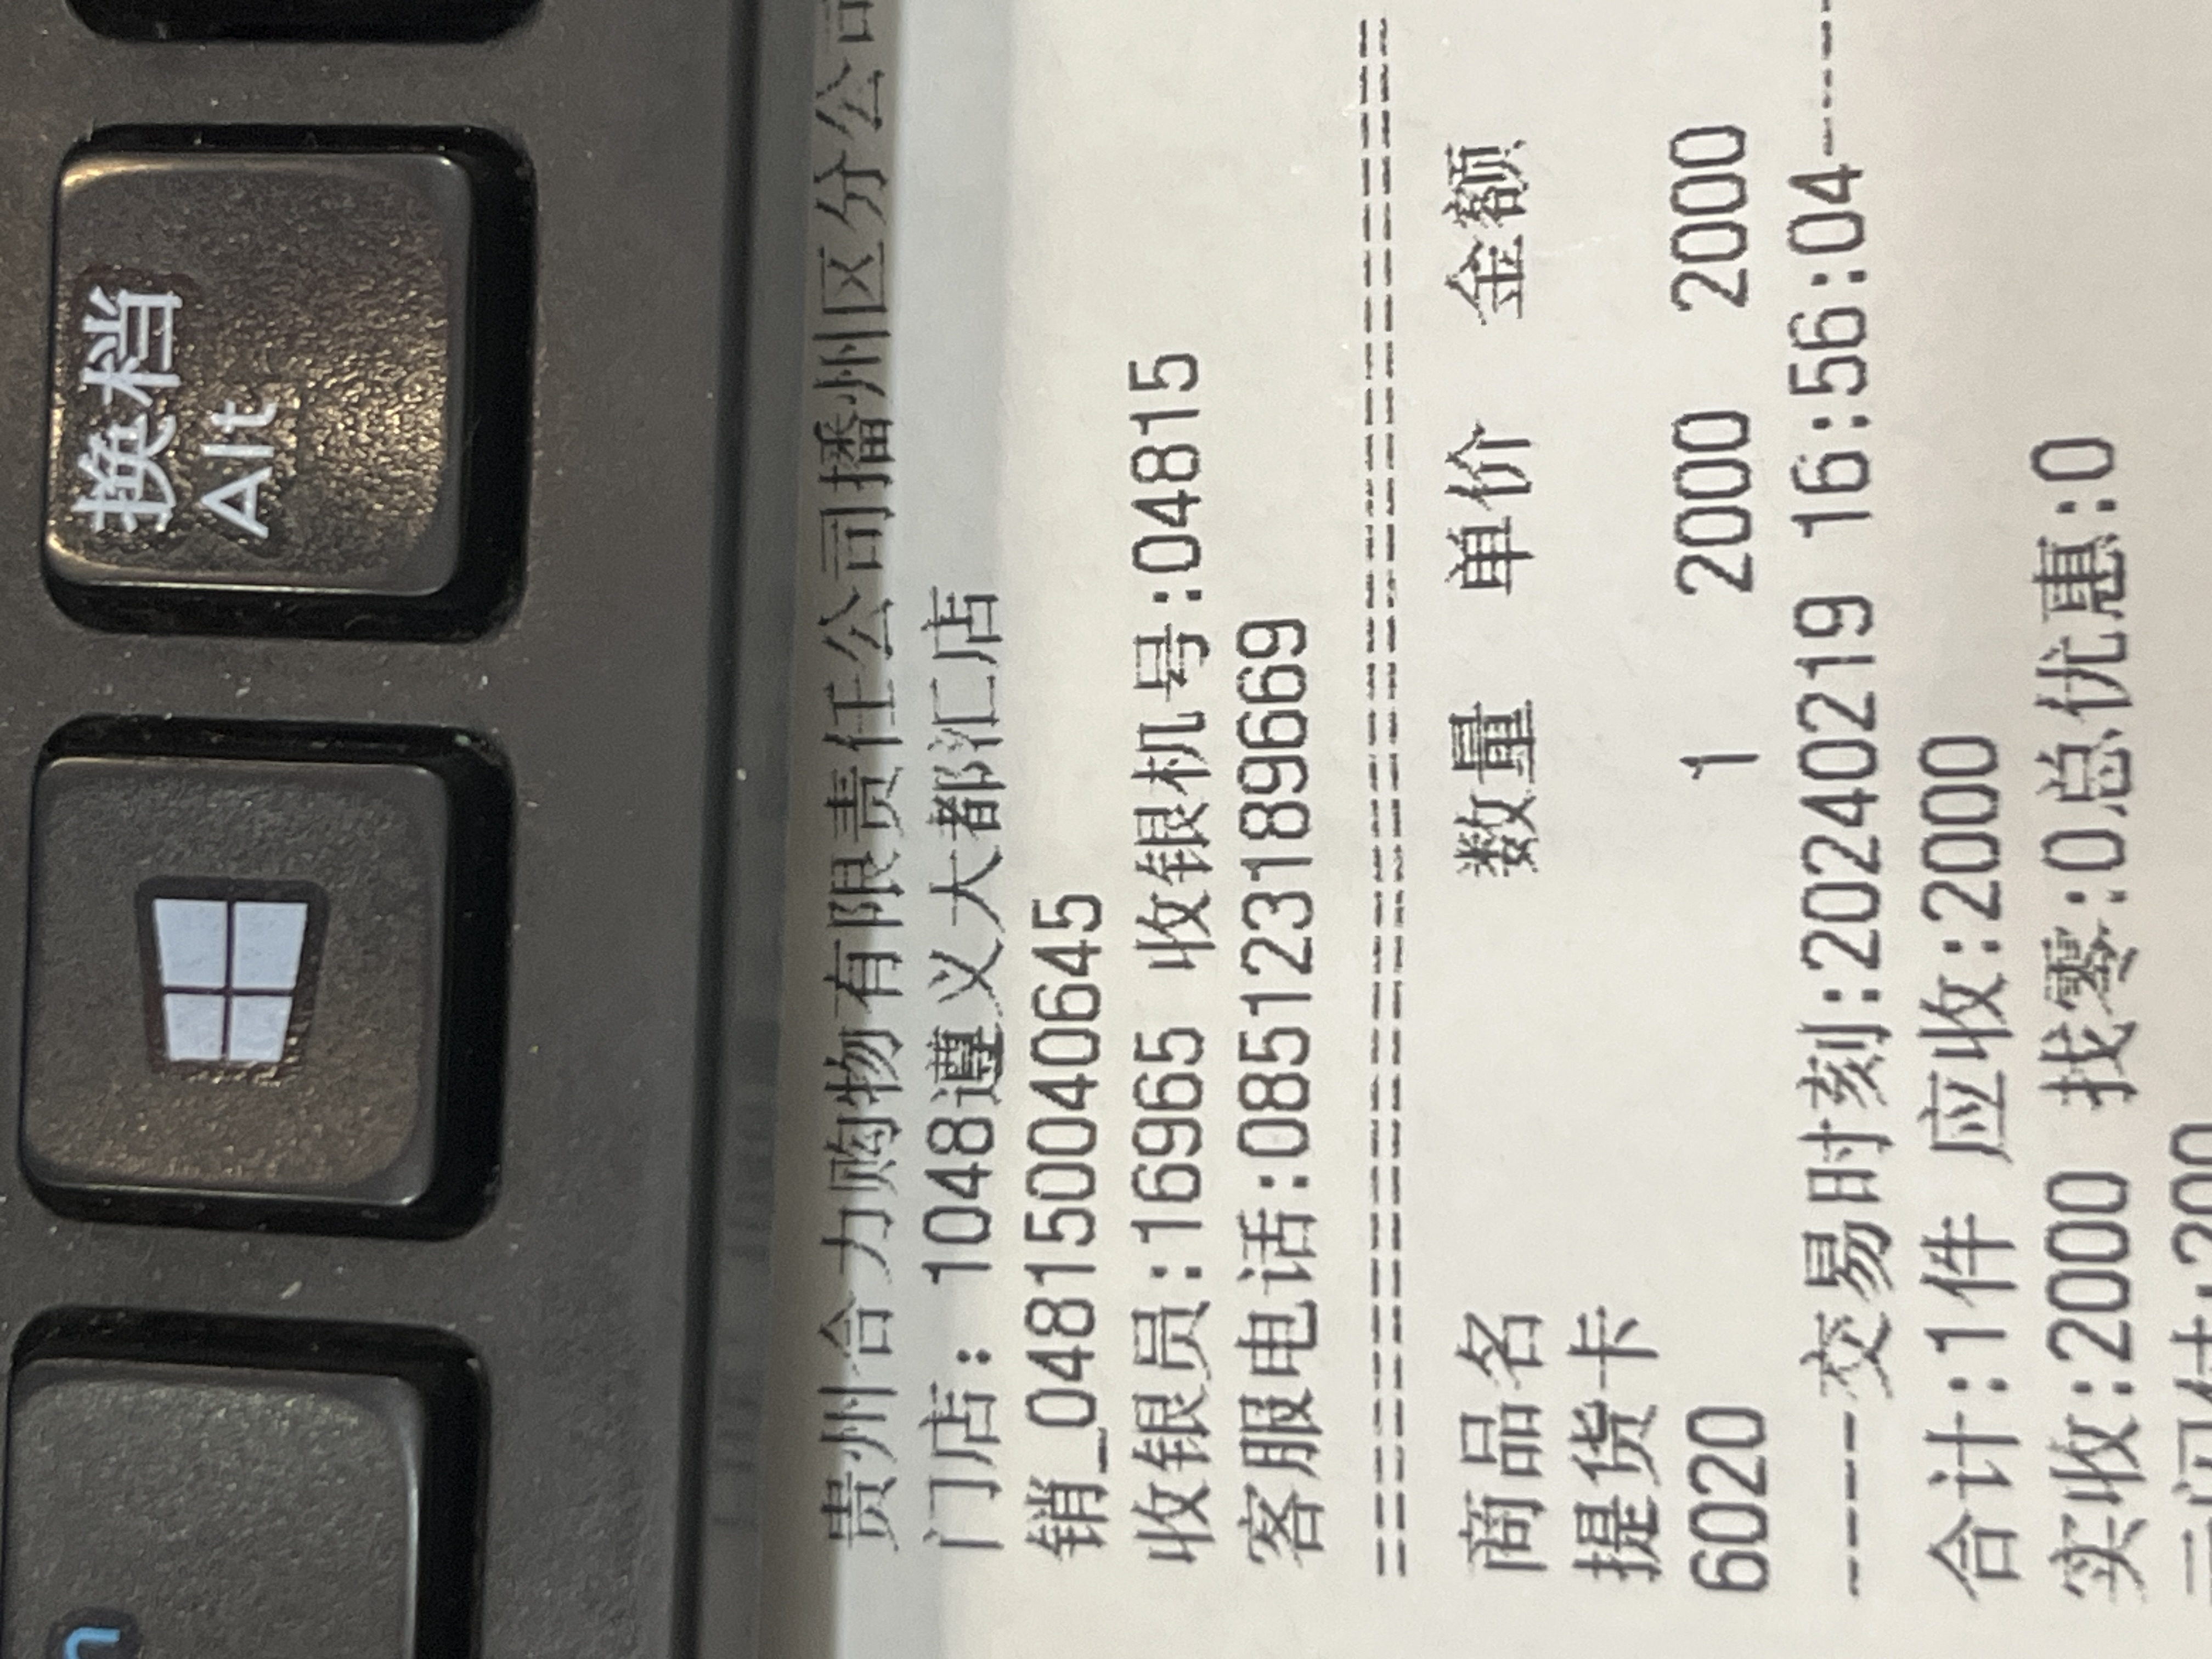 换档
Alt
贵州合力购物有限责任公司播州区分公司
门店: 1048遵义大都汇店
销_048150040645
收银员:16965 收银机号:04815
客服电话:085123189669
==========================================
商品名 数量 单价 金额
提货卡
6020 1 2000 2000
----交易时刻:20240219 16:56:04----
合计:1件 应收:2000
实收:2000 找零:0总优惠:0